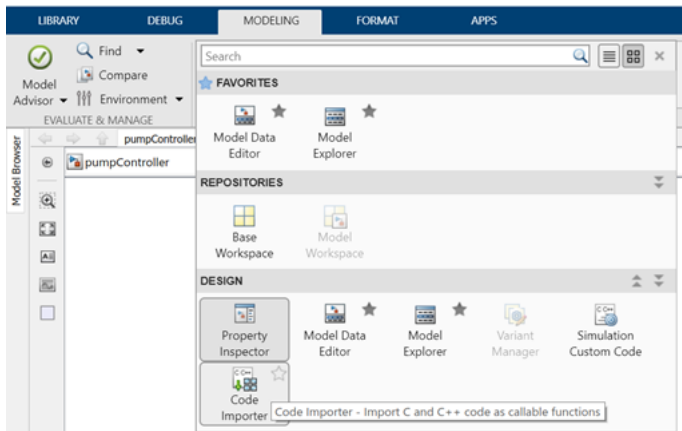 LIBRARY DEBUG MODELING FORMAT APPS
Find
Compare
Environment
Model
Advisor
EVALUATE & MANAGE
Model Browser
pumpController
pumpController
Search
FAVORITES
Model Data
Editor
Model
Explorer
REPOSITORIES
Base
Workspace
Model
Workspace
DESIGN
Property
Inspector
Model Data
Editor
Model
Explorer
Variant
Manager
Simulation
Custom Code
Code
Importer
Code Importer - Import C and C++ code as callable functions